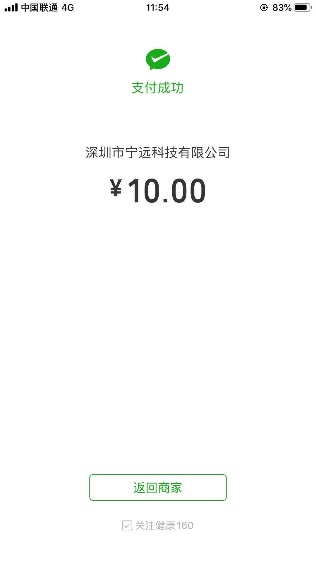 中国联通 4G 11:54 83%
支付成功
深圳市宁远科技有限公司
¥10.00
返回商家
关注健康160